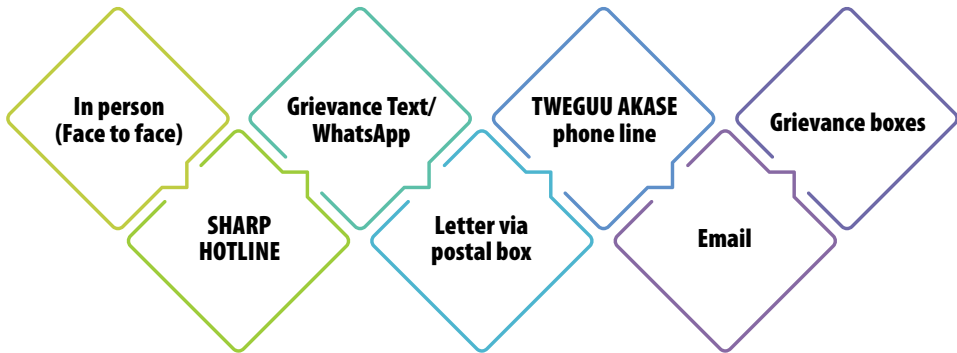 In person
(Face to face)
SHARP
HOTLINE
Grievance Text/
WhatsApp
Letter via
postal box
TWEGUU AKASE
phone line
Email
Grievance boxes